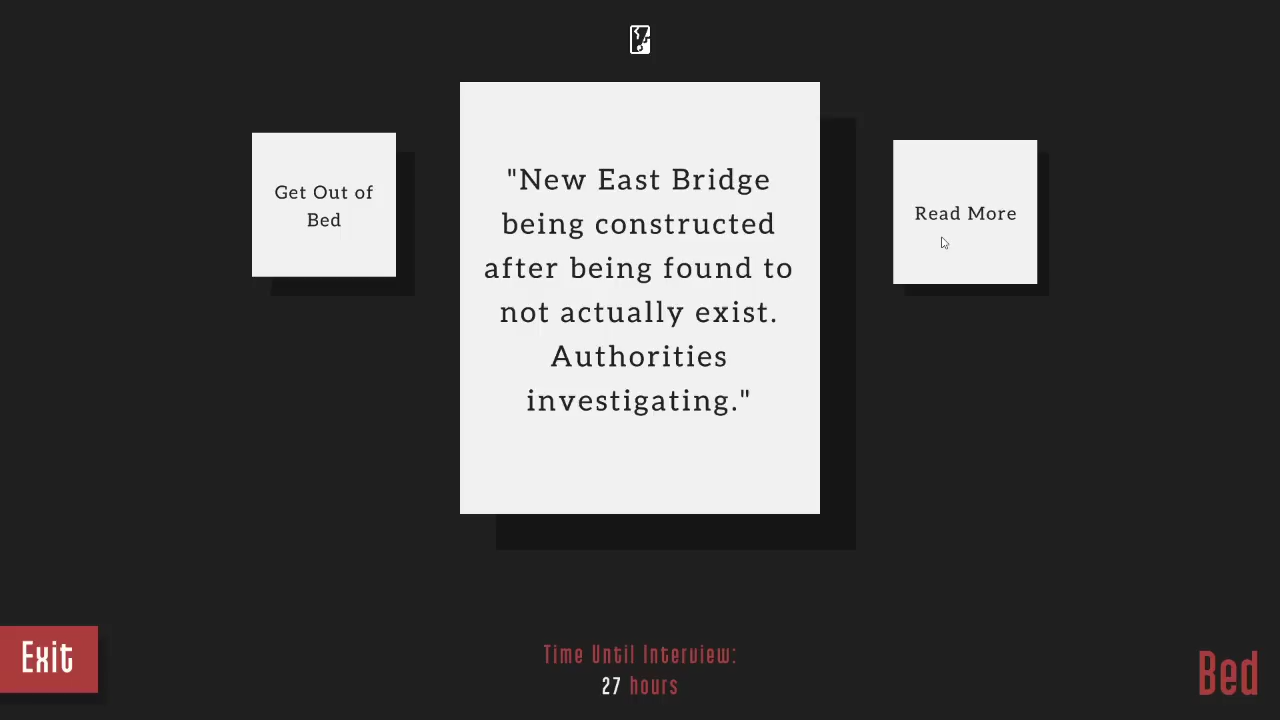 Get Out of
Bed
"New East Bridge
being constructed
after being found to
not actually exist.
Authorities
investigating."
Read More
Exit
Time Until Interview:
27 hours
Bed